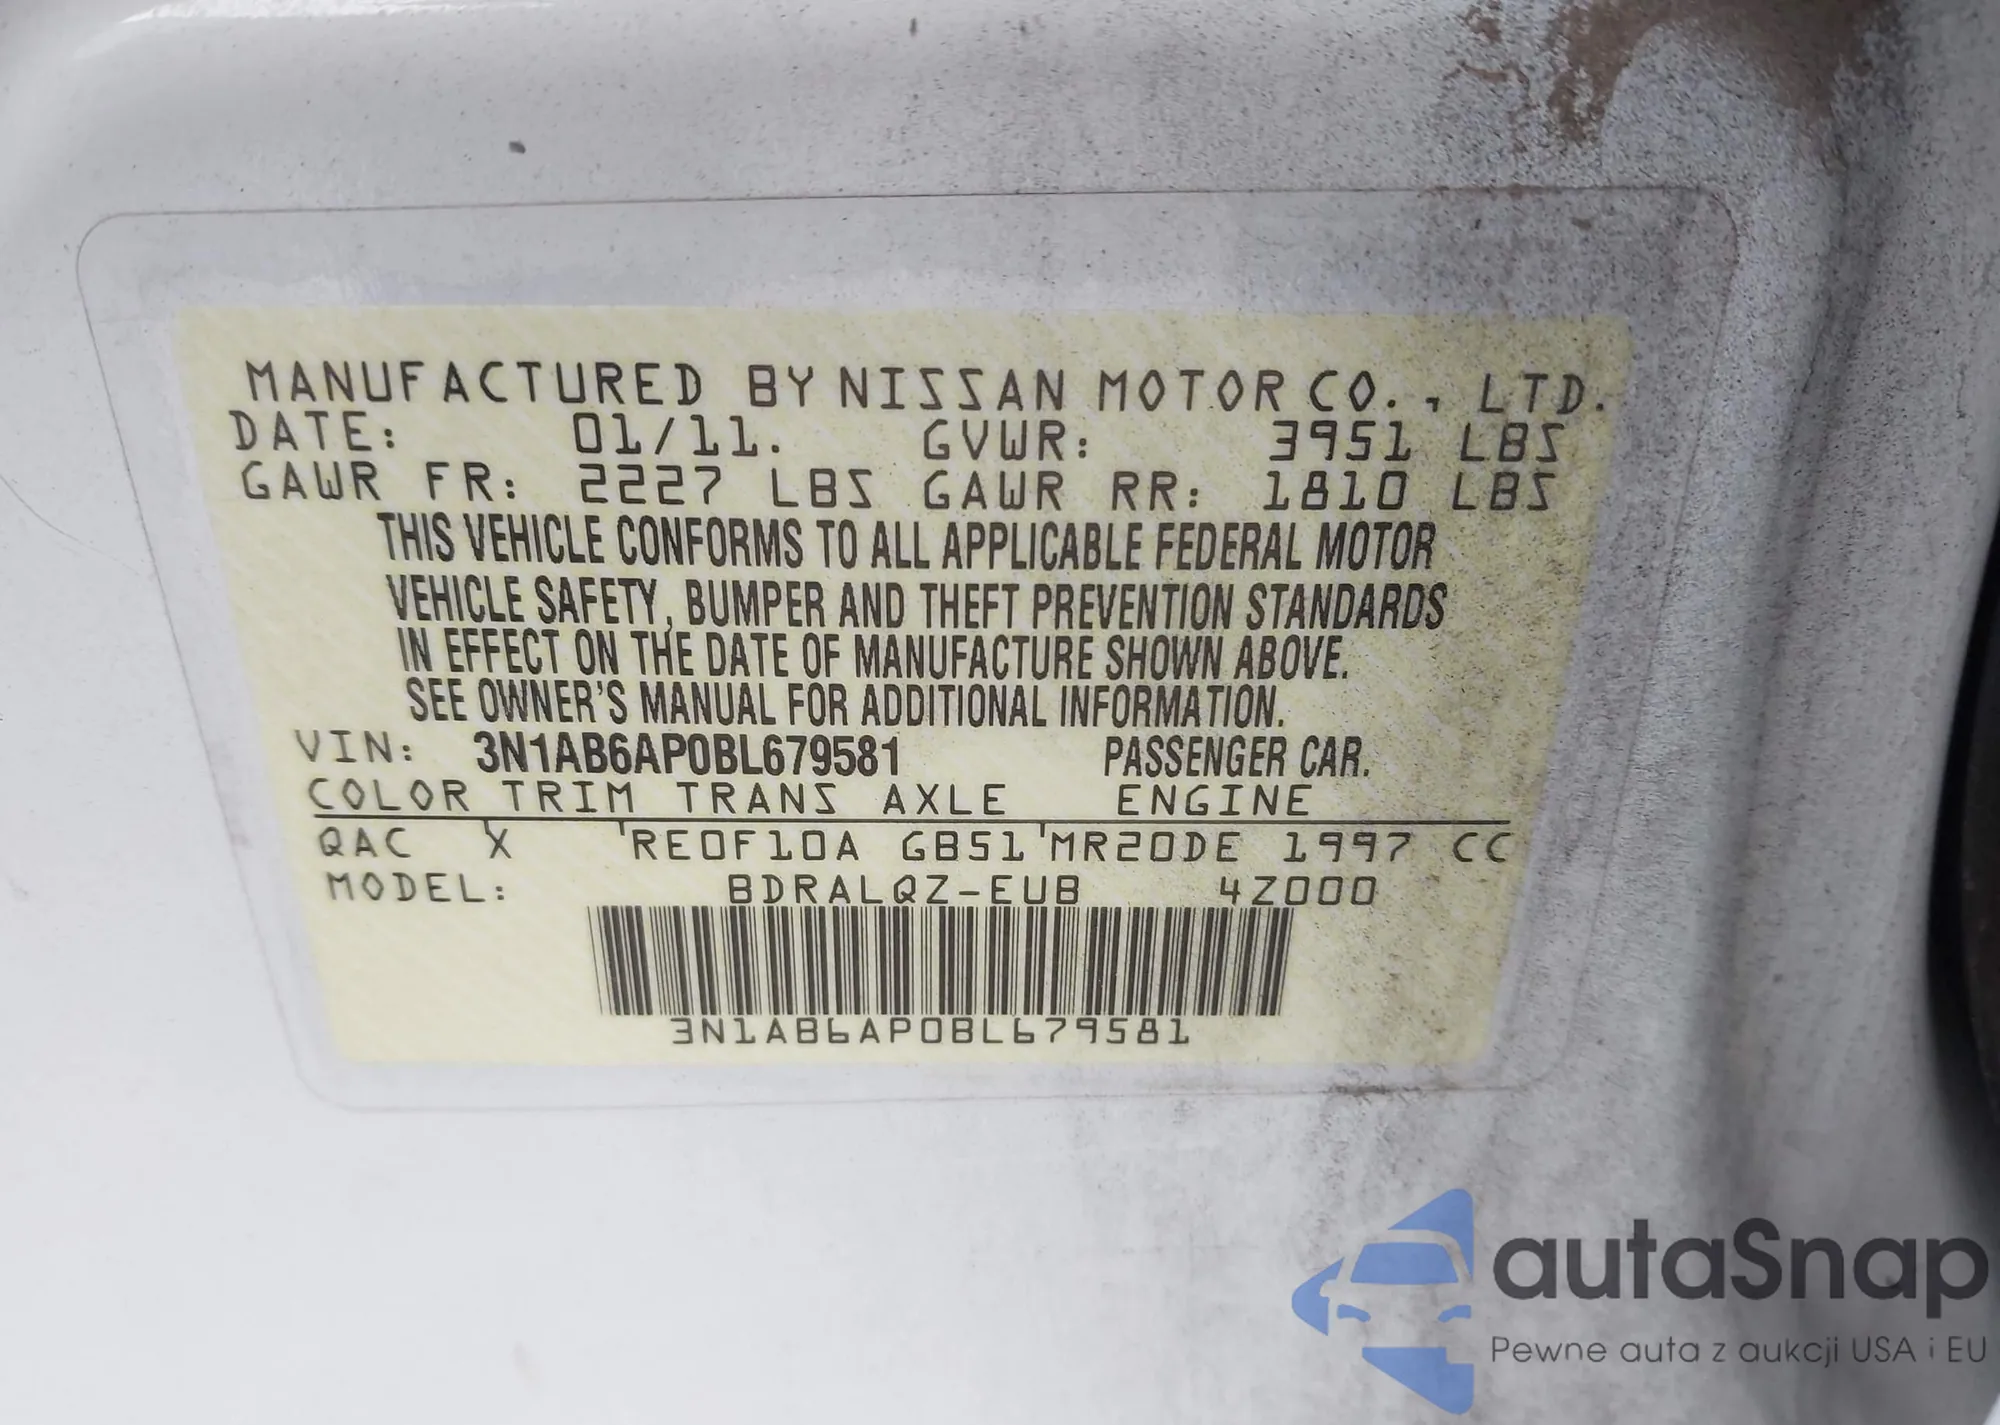 MANUFACTURED BY NISSAN MOTOR CO., LTD.
DATE: 01/11. GVWR: 3951 LBS
GAWR FR: 2227 LBS GAWR RR: 1810 LBS
THIS VEHICLE CONFORMS TO ALL APPLICABLE FEDERAL MOTOR
VEHICLE SAFETY, BUMPER AND THEFT PREVENTION STANDARDS
IN EFFECT ON THE DATE OF MANUFACTURE SHOWN ABOVE.
SEE OWNER'S MANUAL FOR ADDITIONAL INFORMATION.
VIN: 3N1AB6AP0BL679581 PASSENGER CAR.
COLOR TRIM TRANS AXLE ENGINE
QAC X RE0F10A GB51 MR20DE 1997 CC
MODEL: BDRALQZ-EUB 4Z000
3N1AB6AP0BL679581
autaSnap
Pewne auta z aukcji USA i EU